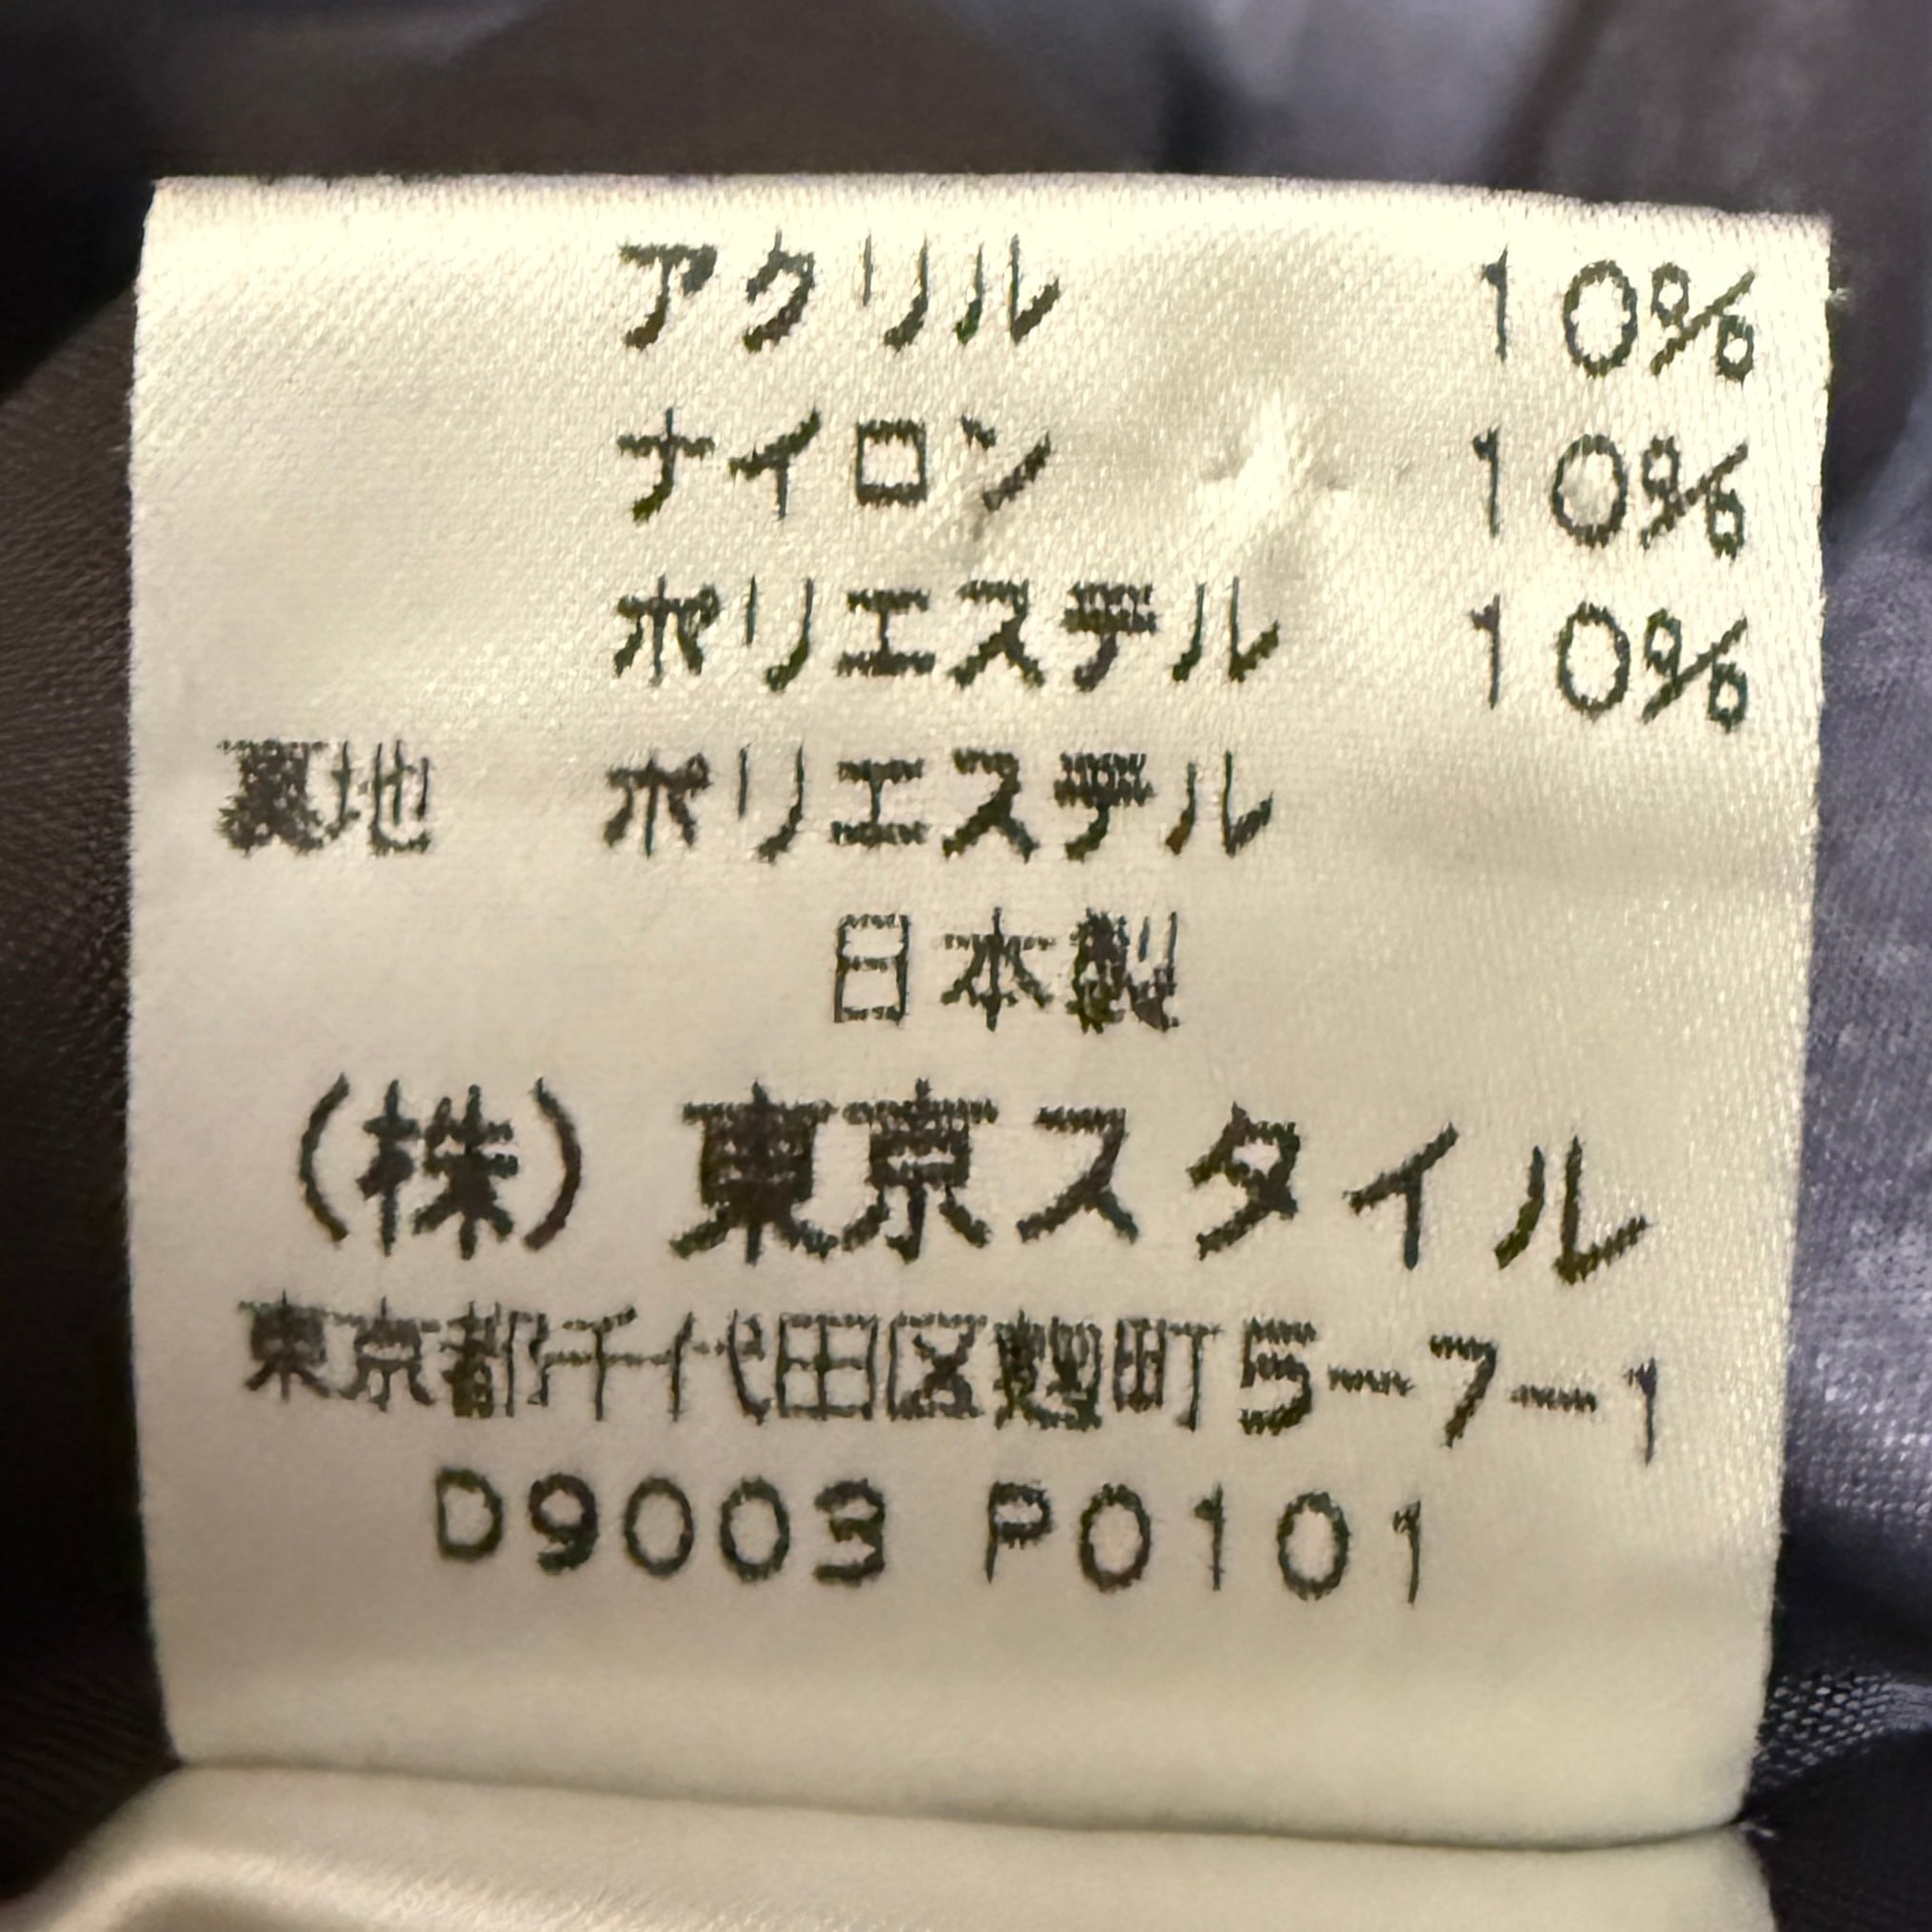 アクリル 10%
ナイロン 10%
ポリエステル 10%
裏地 ポリエステル
日本製
(株) 東京スタイル
東京都千代田区麹町5-7-1
D9003 P0101